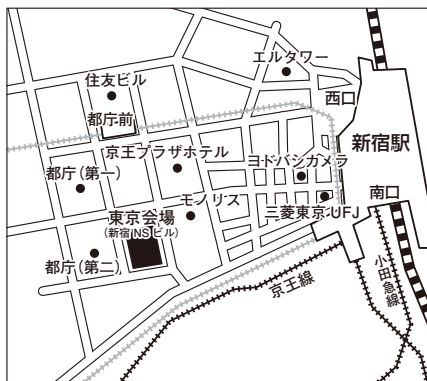 エルタワー
住友ビル
西口
都庁前
新宿駅
京王プラザホテル
ヨドバシカメラ
都庁(第一)
南口
モノリス
三菱東京UFJ
東京会場
(新宿NSビル)
都庁(第二)
京王線
小田急線